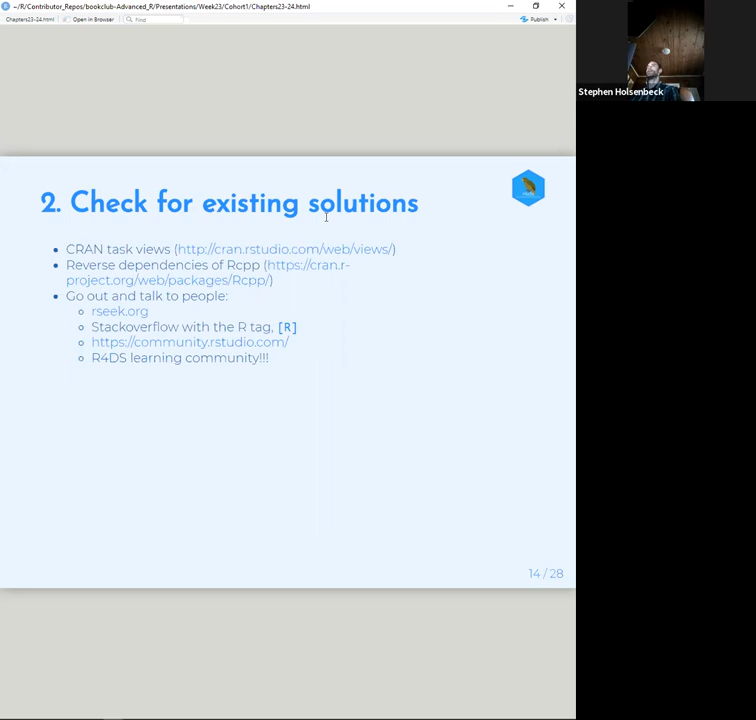 ~/R/Contributor_Repos/bookclub-Advanced_R/Presentations/Week23/Cohort1/Chapters23-24.html
Chapters23-24.html
Open in Browser
Find
Publish
Stephen Holsenbeck
2. Check for existing solutions
CRAN task views (http://cran.rstudio.com/web/views/)
Reverse dependencies of Rcpp (https://cran.r-
project.org/web/packages/Rcpp/)
Go out and talk to people:
rseek.org
Stackoverflow with the R tag, [R]
https://community.rstudio.com/
R4DS learning community!!!
14 / 28